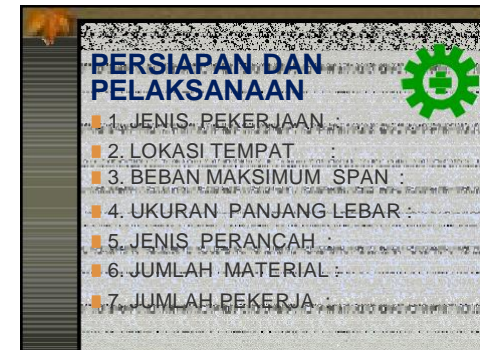 PERSIAPAN DAN
PELAKSANAAN
1. JENIS PEKERJAAN :
2. LOKASI TEMPAT :
3. BEBAN MAKSIMUM SPAN :
4. UKURAN PANJANG LEBAR :
5. JENIS PERANCAH :
6. JUMLAH MATERIAL :
7. JUMLAH PEKERJA :